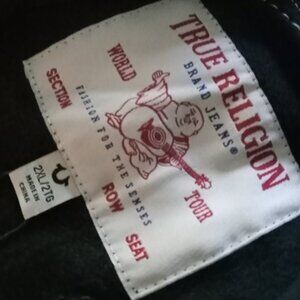 TRUE RELIGION
BRAND JEANS®
WORLD
TOUR
FASHION FOR THE SENSES
SECTION
ROW
SEAT
2XL/2TG
MADE IN
CHINA